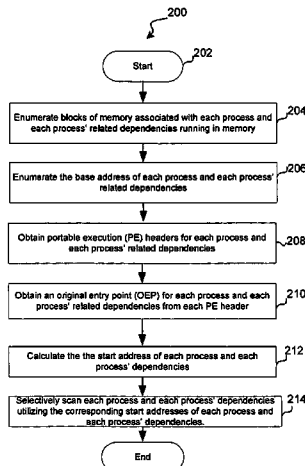 200
202
Start
Enumerate blocks of memory associated with each process and
each process' related dependencies running in memory
204
Enumerate the base address of each process and each process'
related dependencies
206
Obtain portable execution (PE) headers for each process and
each process' related dependencies
208
Obtain an original entry point (OEP) for each process and each
process' related dependencies from each PE header
210
212
Calculate the the start address of each process and each
process' dependencies
214
Selectively scan each process and each process' dependencies
utilizing the corresponding start addresses of each process and
each process' dependencies.
End